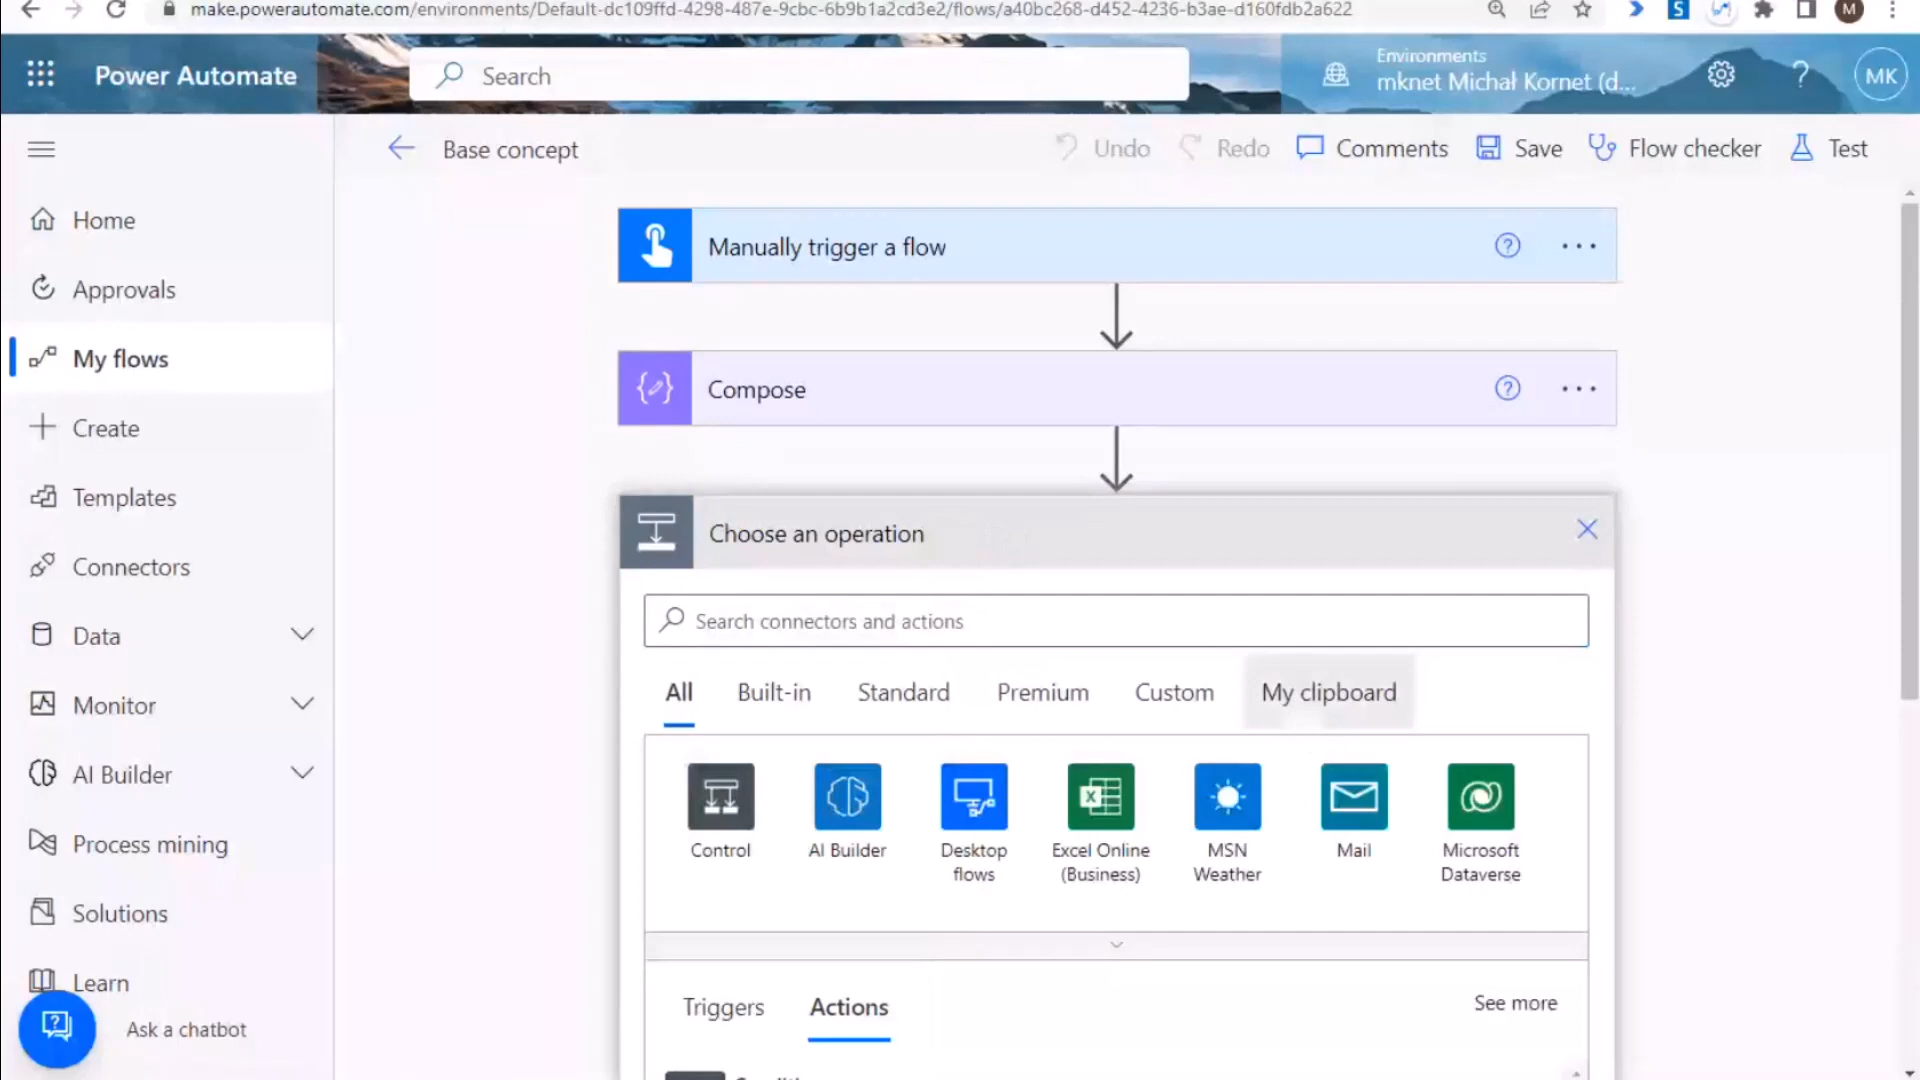 make.powerautomate.com/environments/Default-dc109ffd-4298-487e-9cbc-6b9b1a2cd3e2/flows/a40bc268-d452-4236-b3ae-d160fdb2a622
S
M
Power Automate
Search
Environments
mknet Michał Kornet (d...
?
MK
Base concept
Undo
Redo
Comments
Save
Flow checker
Test
Home
Approvals
My flows
Create
Templates
Connectors
Data
Monitor
AI Builder
Process mining
Solutions
Learn
Ask a chatbot
Manually trigger a flow
Compose
Choose an operation
Search connectors and actions
All
Built-in
Standard
Premium
Custom
My clipboard
Control
AI Builder
Desktop
flows
Excel Online
(Business)
MSN
Weather
Mail
Microsoft
Dataverse
Triggers
Actions
See more